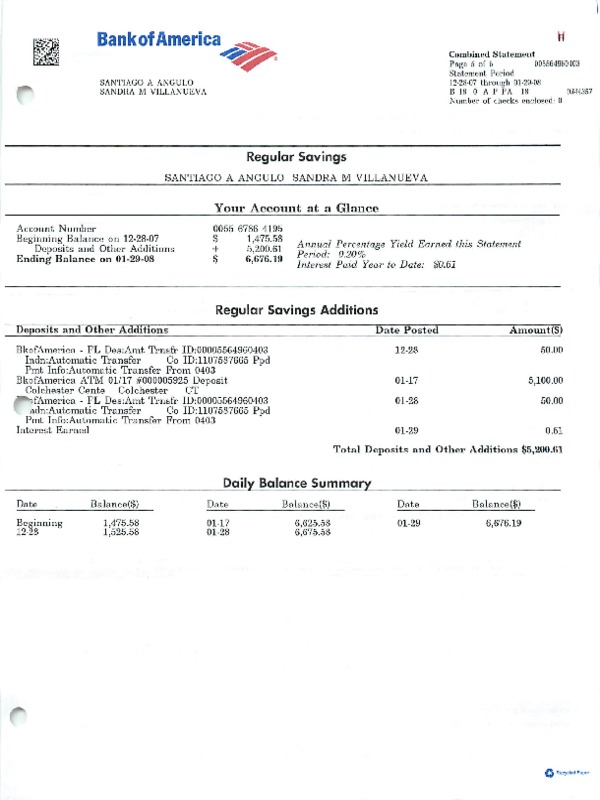 Bank of America
H
Combined Statement
Page 5 of 5 005564960403
Statement Period
12-28-07 through 01-29-08
B 18 0 A P PA 18
Number of checks enclosed: 0
SANTIAGO A ANGULO
SANDRA M VILLANUEVA
Regular Savings
SANTIAGO A ANGULO SANDRA M VILLANUEVA
Your Account at a Glance
Account Number 0055 6786 4195
Beginning Balance on 12-28-07 $ 1,475.58
Deposits and Other Additions + 5,200.61
Ending Balance on 01-29-08 $ 6,676.19
Annual Percentage Yield Earned this Statement
Period: 0.20%
Interest Paid Year to Date: $0.61
Regular Savings Additions
Deposits and Other Additions Date Posted Amount($)
BkofAmerica - FL Des:Amt Trnsfr ID:00005564960403 12-28 50.00
Indn:Automatic Transfer Co ID:1107587665 Ppd
Pmt Info:Automatic Transfer From 0403
BkofAmerica ATM 01/17 #000005925 Deposit 01-17 5,100.00
Colchester Cente Colchester CT
ofAmerica - FL Des:Amt Trnsfr ID:00005564960403 01-28 50.00
adn:Automatic Transfer Co ID:1107587665 Ppd
Pmt Info:Automatic Transfer From 0403
Interest Earned 01-29 0.61
Total Deposits and Other Additions $5,200.61
Daily Balance Summary
Date Balance($) Date Balance($) Date Balance($)
Beginning 1,475.58 01-17 6,625.58 01-29 6,676.19
12-28 1,525.58 01-28 6,675.58
Recycled Paper